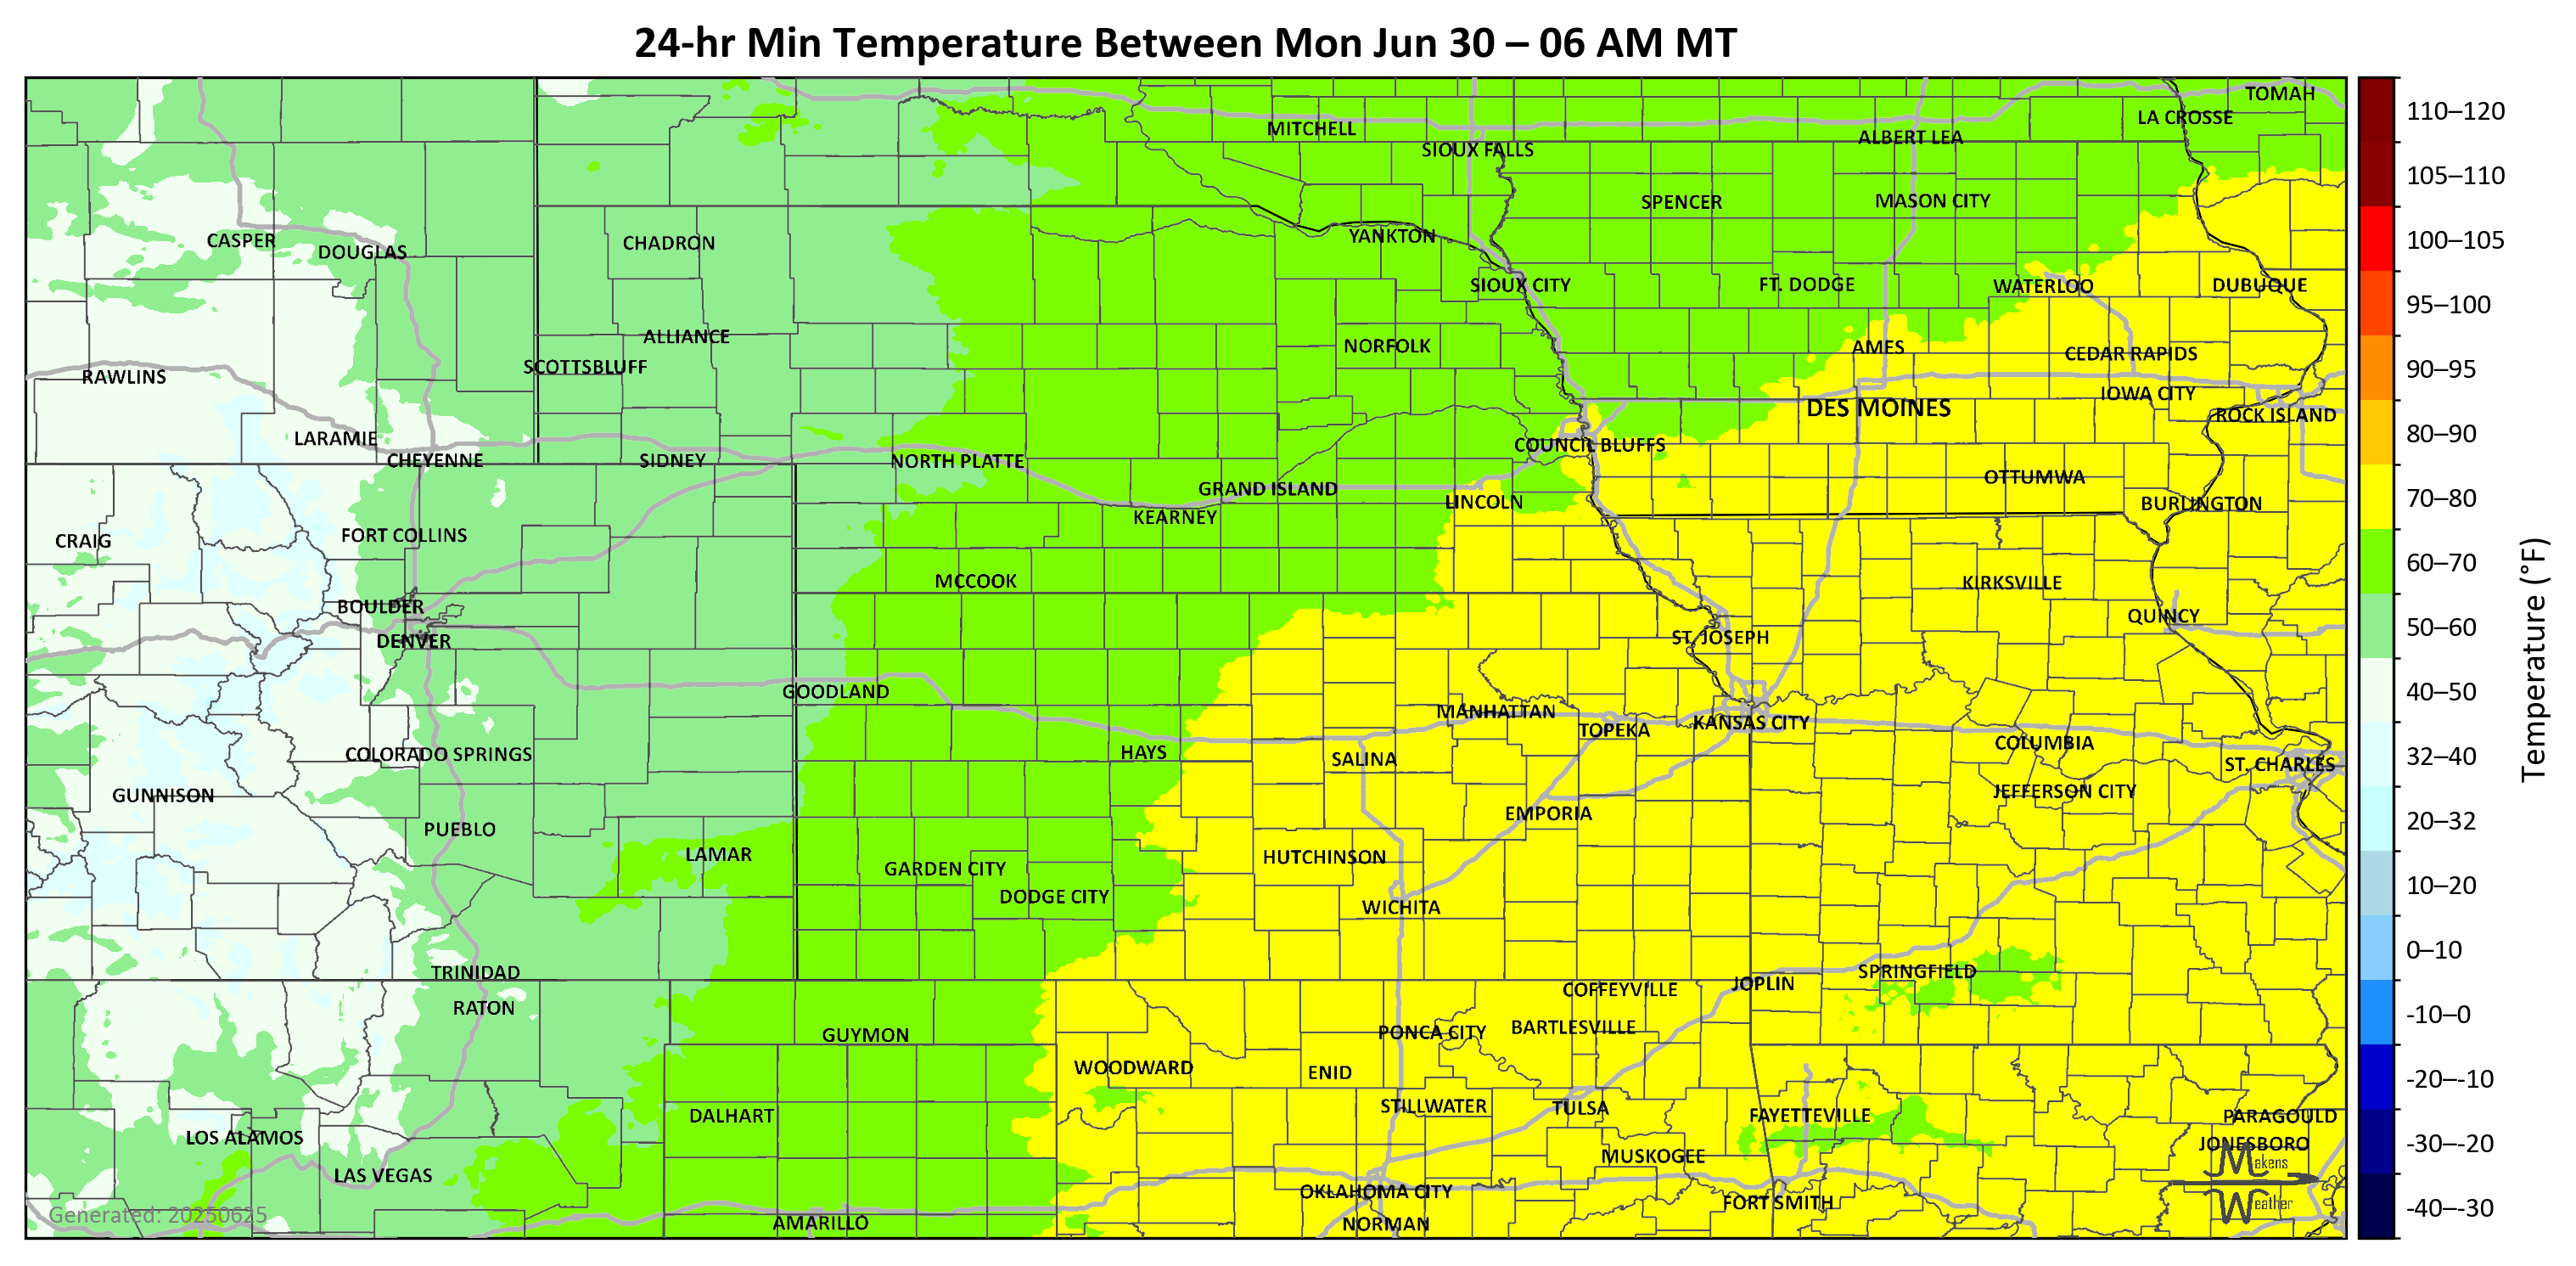 24-hr Min Temperature Between Mon Jun 30 – 06 AM MT
TOMAH
LA CROSSE
MITCHELL
ALBERT LEA
SIOUX FALLS
SPENCER
MASON CITY
CASPER
DOUGLAS
CHADRON
YANKTON
SIOUX CITY
FT. DODGE
WATERLOO
DUBUQUE
ALLIANCE
NORFOLK
AMES
CEDAR RAPIDS
SCOTTSBLUFF
RAWLINS
IOWA CITY
DES MOINES
ROCK ISLAND
LARAMIE
COUNCIL BLUFFS
CHEYENNE
SIDNEY
NORTH PLATTE
OTTUMWA
GRAND ISLAND
LINCOLN
BURLINGTON
KEARNEY
FORT COLLINS
CRAIG
MCCOOK
KIRKSVILLE
BOULDER
QUINCY
DENVER
ST. JOSEPH
GOODLAND
MANHATTAN
KANSAS CITY
TOPEKA
COLUMBIA
COLORADO SPRINGS
HAYS
SALINA
ST. CHARLES
GUNNISON
JEFFERSON CITY
EMPORIA
PUEBLO
LAMAR
HUTCHINSON
GARDEN CITY
DODGE CITY
WICHITA
TRINIDAD
SPRINGFIELD
JOPLIN
COFFEYVILLE
RATON
BARTLESVILLE
PONCA CITY
GUYMON
WOODWARD
ENID
STILLWATER
TULSA
DALHART
FAYETTEVILLE
PARAGOULD
LOS ALAMOS
JONESBORO
MUSKOGEE
LAS VEGAS
OKLAHOMA CITY
FORT SMITH
AMARILLO
NORMAN
Generated: 20250625
Makens
Weather
110–120
105–110
100–105
95–100
90–95
80–90
70–80
60–70
50–60
40–50
32–40
20–32
10–20
0–10
-10–0
-20–-10
-30–-20
-40–-30
Temperature (°F)